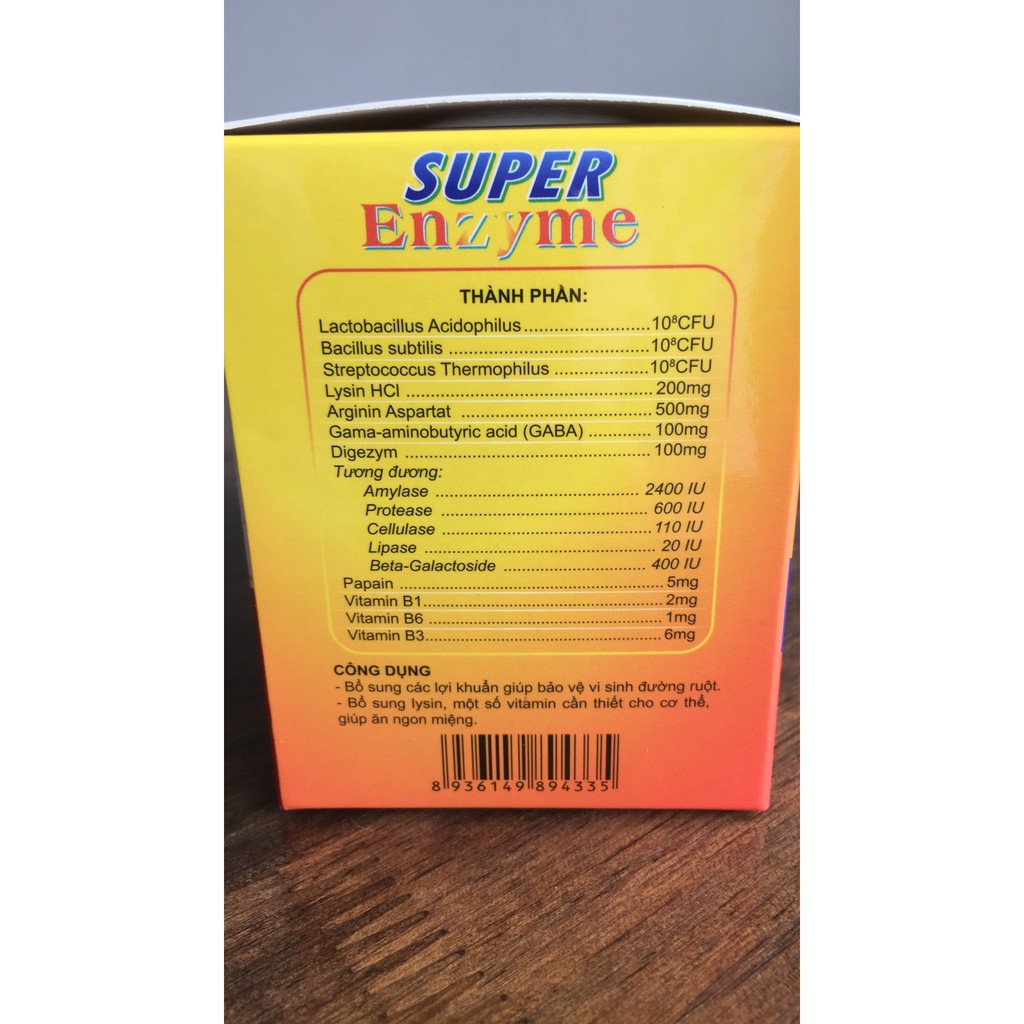 SUPER
Enzyme
THÀNH PHẦN:
Lactobacillus Acidophilus..........................10⁸CFU
Bacillus subtilis .........................................10⁸CFU
Streptococcus Thermophilus ...................10⁸CFU
Lysin HCl ...................................................200mg
Arginin Aspartat ........................................500mg
Gama-aminobutyric acid (GABA) .............100mg
Digezym ....................................................100mg
Tương đương:
Amylase ......................................... 2400 IU
Protease ......................................... 600 IU
Cellulase .........................................110 IU
Lipase .............................................. 20 IU
Beta-Galactoside ............................ 400 IU
Papain ........................................................5mg
Vitamin B1...................................................2mg
Vitamin B6...................................................1mg
Vitamin B3...................................................6mg
CÔNG DỤNG
- Bổ sung các lợi khuẩn giúp bảo vệ vi sinh đường ruột.
- Bổ sung lysin, một số vitamin cần thiết cho cơ thể,
giúp ăn ngon miệng.
8 936149 894335